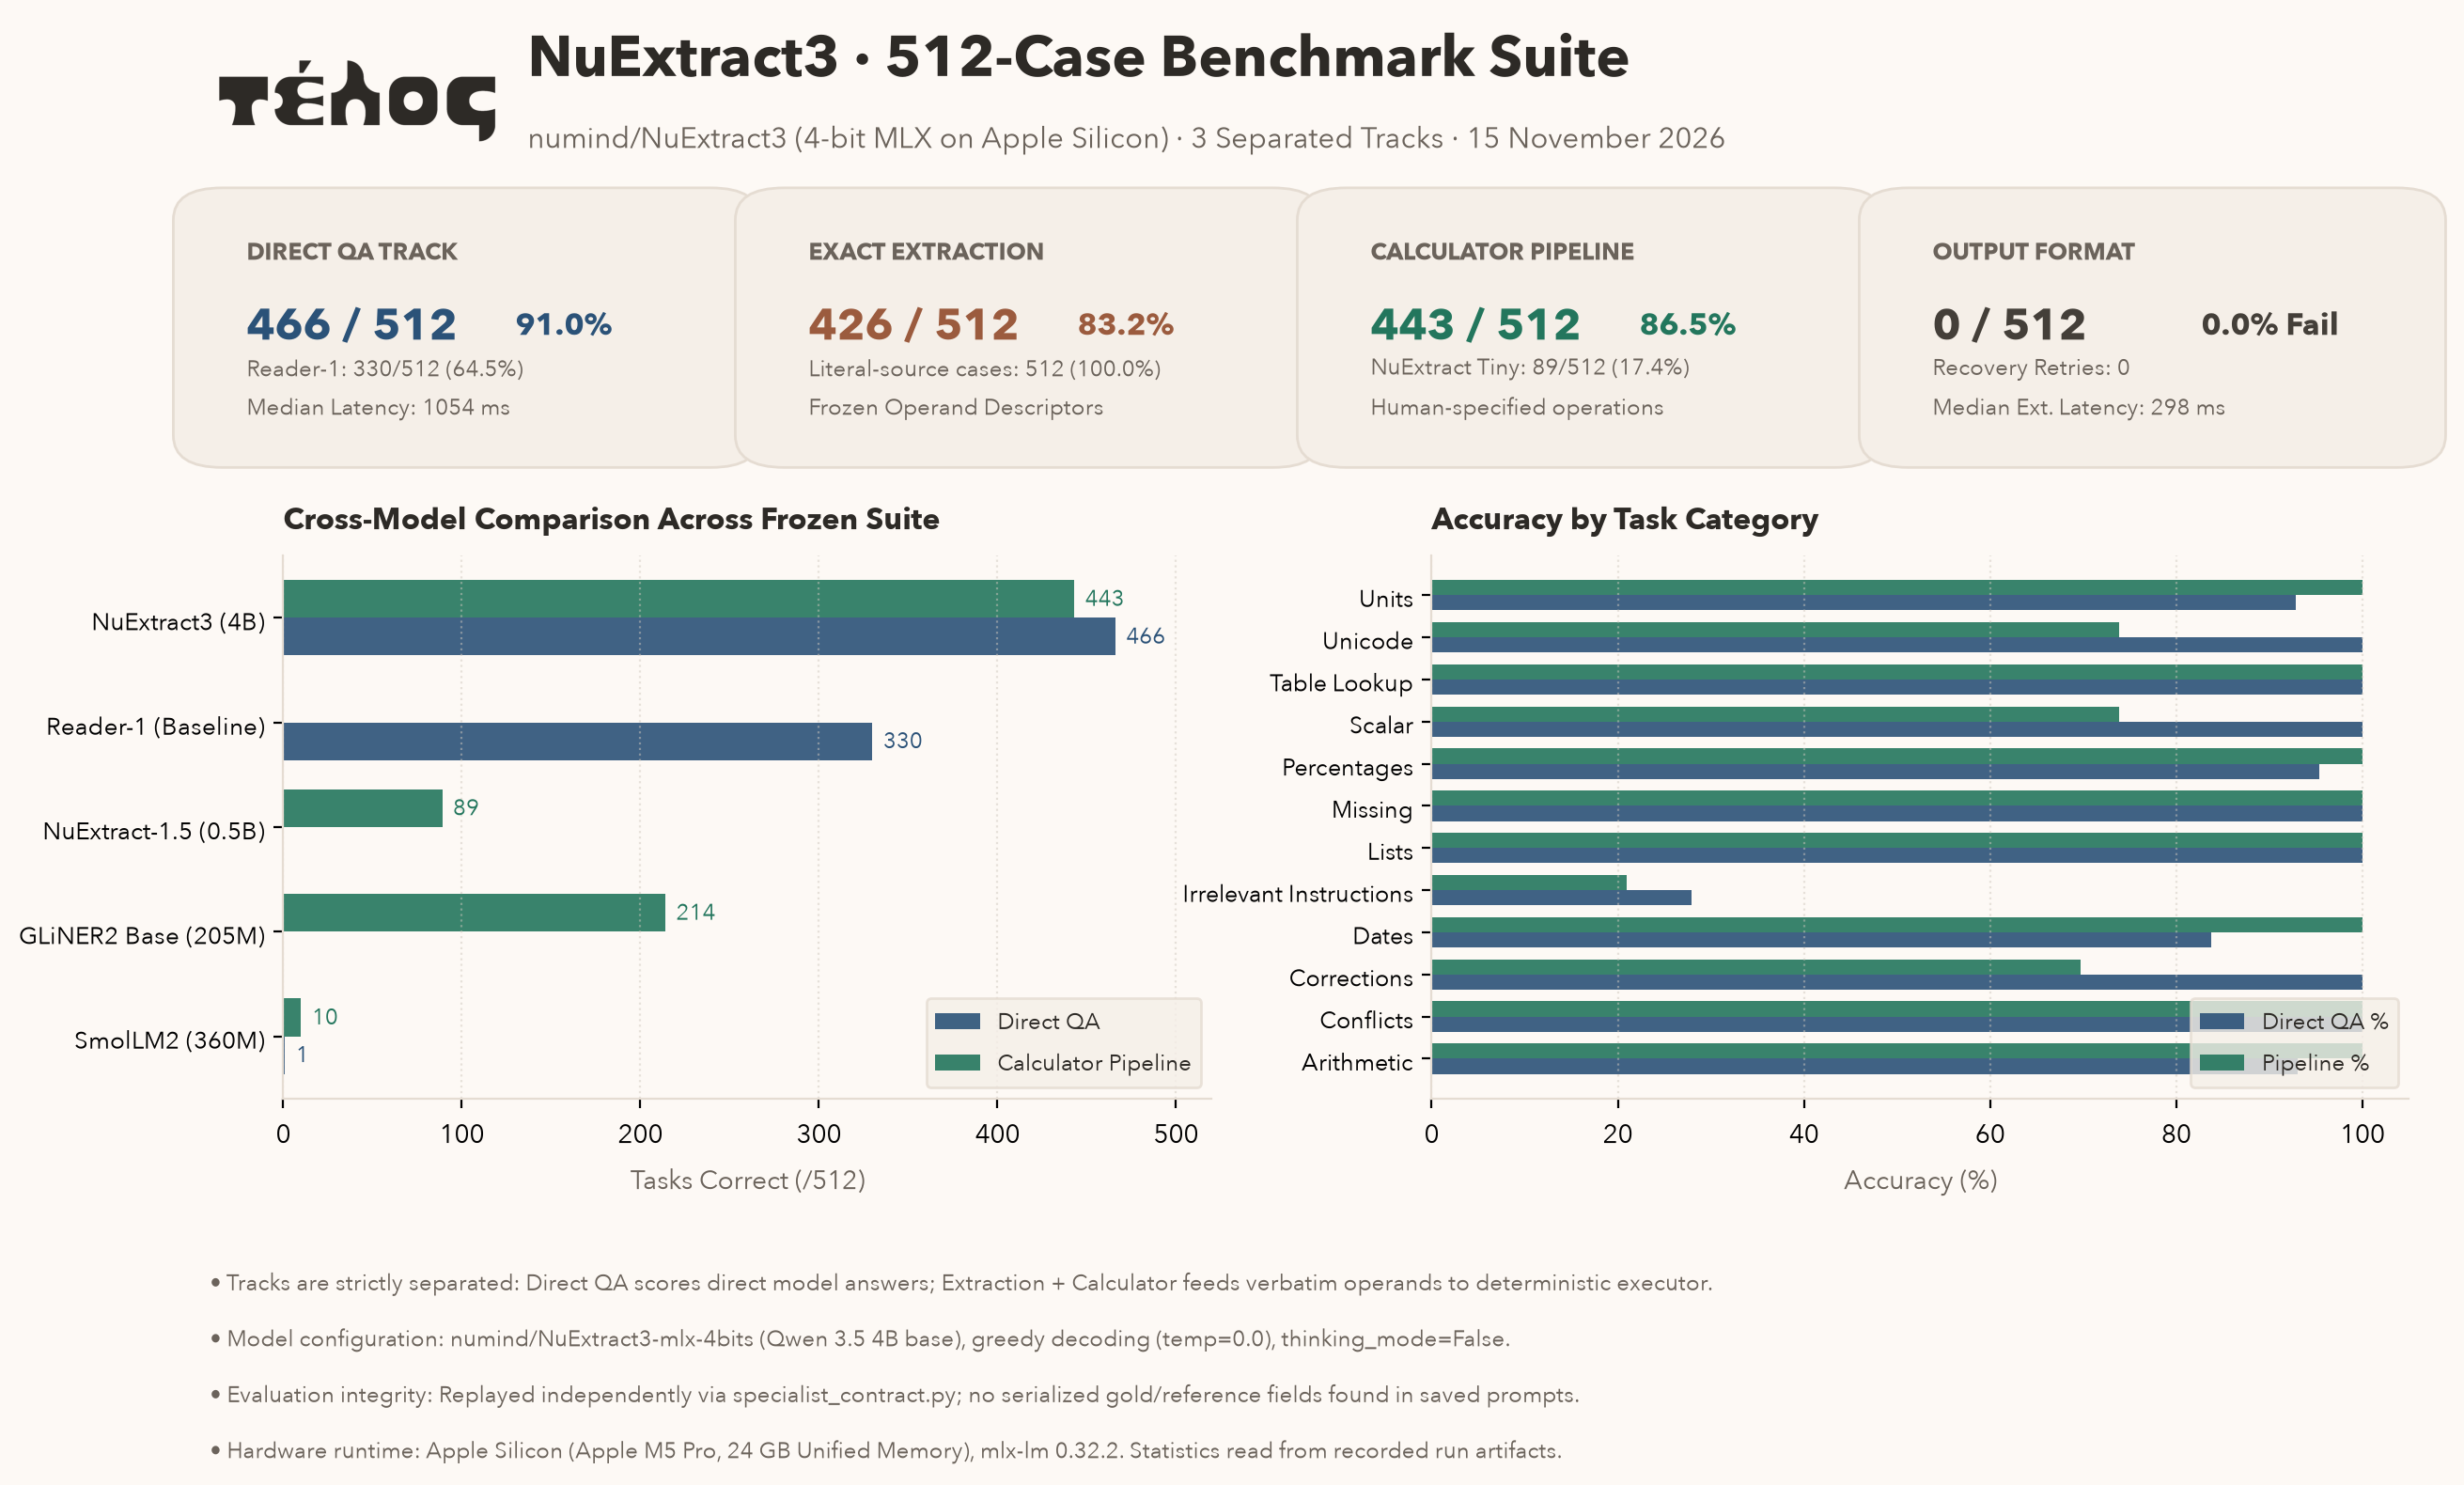 τέλος
NuExtract3 · 512-Case Benchmark Suite
numind/NuExtract3 (4-bit MLX on Apple Silicon) · 3 Separated Tracks · 15 November 2026
DIRECT QA TRACK
466 / 512 91.0%
Reader-1: 330/512 (64.5%)
Median Latency: 1054 ms
EXACT EXTRACTION
426 / 512 83.2%
Literal-source cases: 512 (100.0%)
Frozen Operand Descriptors
CALCULATOR PIPELINE
443 / 512 86.5%
NuExtract Tiny: 89/512 (17.4%)
Human-specified operations
OUTPUT FORMAT
0 / 512 0.0% Fail
Recovery Retries: 0
Median Ext. Latency: 298 ms
Cross-Model Comparison Across Frozen Suite
NuExtract3 (4B)
443
466
Reader-1 (Baseline)
330
NuExtract-1.5 (0.5B)
89
GLiNER2 Base (205M)
214
SmolLM2 (360M)
10
1
Direct QA
Calculator Pipeline
0 100 200 300 400 500
Tasks Correct (/512)
Accuracy by Task Category
Units
Unicode
Table Lookup
Scalar
Percentages
Missing
Lists
Irrelevant Instructions
Dates
Corrections
Conflicts
Arithmetic
Direct QA %
Pipeline %
0 20 40 60 80 100
Accuracy (%)
• Tracks are strictly separated: Direct QA scores direct model answers; Extraction + Calculator feeds verbatim operands to deterministic executor.
• Model configuration: numind/NuExtract3-mlx-4bits (Qwen 3.5 4B base), greedy decoding (temp=0.0), thinking_mode=False.
• Evaluation integrity: Replayed independently via specialist_contract.py; no serialized gold/reference fields found in saved prompts.
• Hardware runtime: Apple Silicon (Apple M5 Pro, 24 GB Unified Memory), mlx-lm 0.32.2. Statistics read from recorded run artifacts.